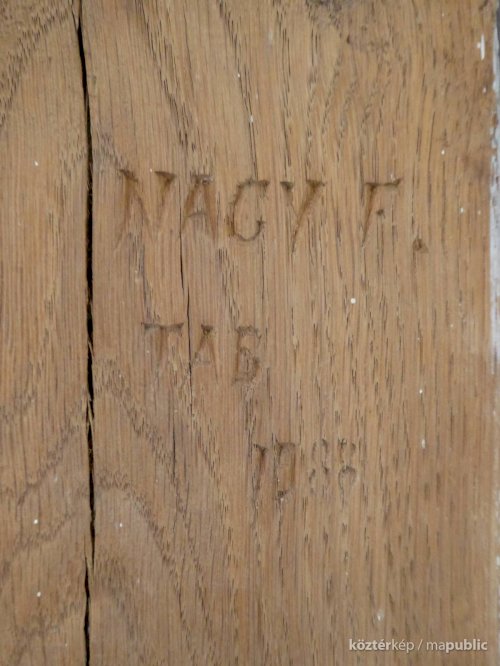 NAGY F.
TAB
1988
köztérkép / mapublic